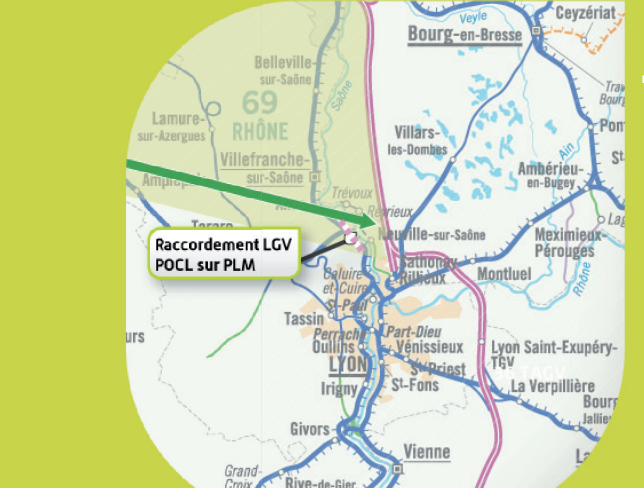 Veyle
Ceyzériat
Bourg-en-Bresse
Belleville-
sur-Saône
Saône
69
RHÔNE
Lamure-
sur-Azergues
Villars-
les-Dombes
Ain
Villefranche-
sur-Saône
Ambérieu-
en-Bugey
Trévoux
Neuville-sur-Saône
Meximieux-
Pérouges
Raccordement LGV
POCL sur PLM
Sathonay
Rillieux
Montluel
Rhône
Caluire
et-Cuire
St-Paul
Tassin
Perrache
Part-Dieu
Oullins
Vénissieux
Lyon Saint-Exupéry-
TGV
LYON
St-Priest
Irigny
St-Fons
La Verpillière
Givors
Vienne
Grand-
Croix
Rive-de-Gier